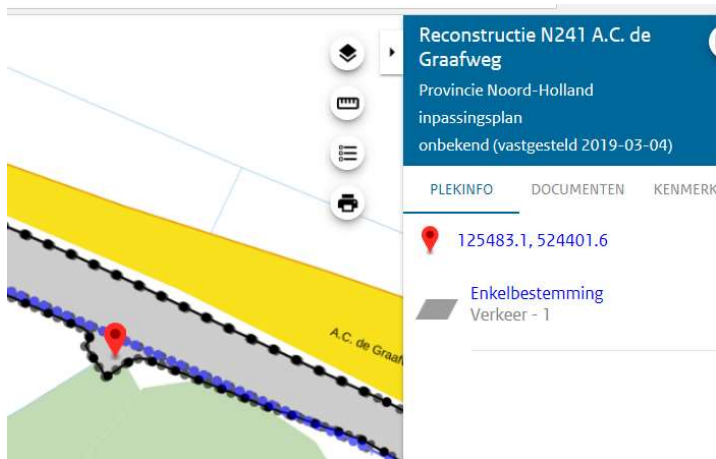 Reconstructie N241 A.C. de
Graafweg
Provincie Noord-Holland
inpassingsplan
onbekend (vastgesteld 2019-03-04)
PLEKINFO DOCUMENTEN KENMERK
125483.1, 524401.6
Enkelbestemming
Verkeer - 1
A.C. de Graaf